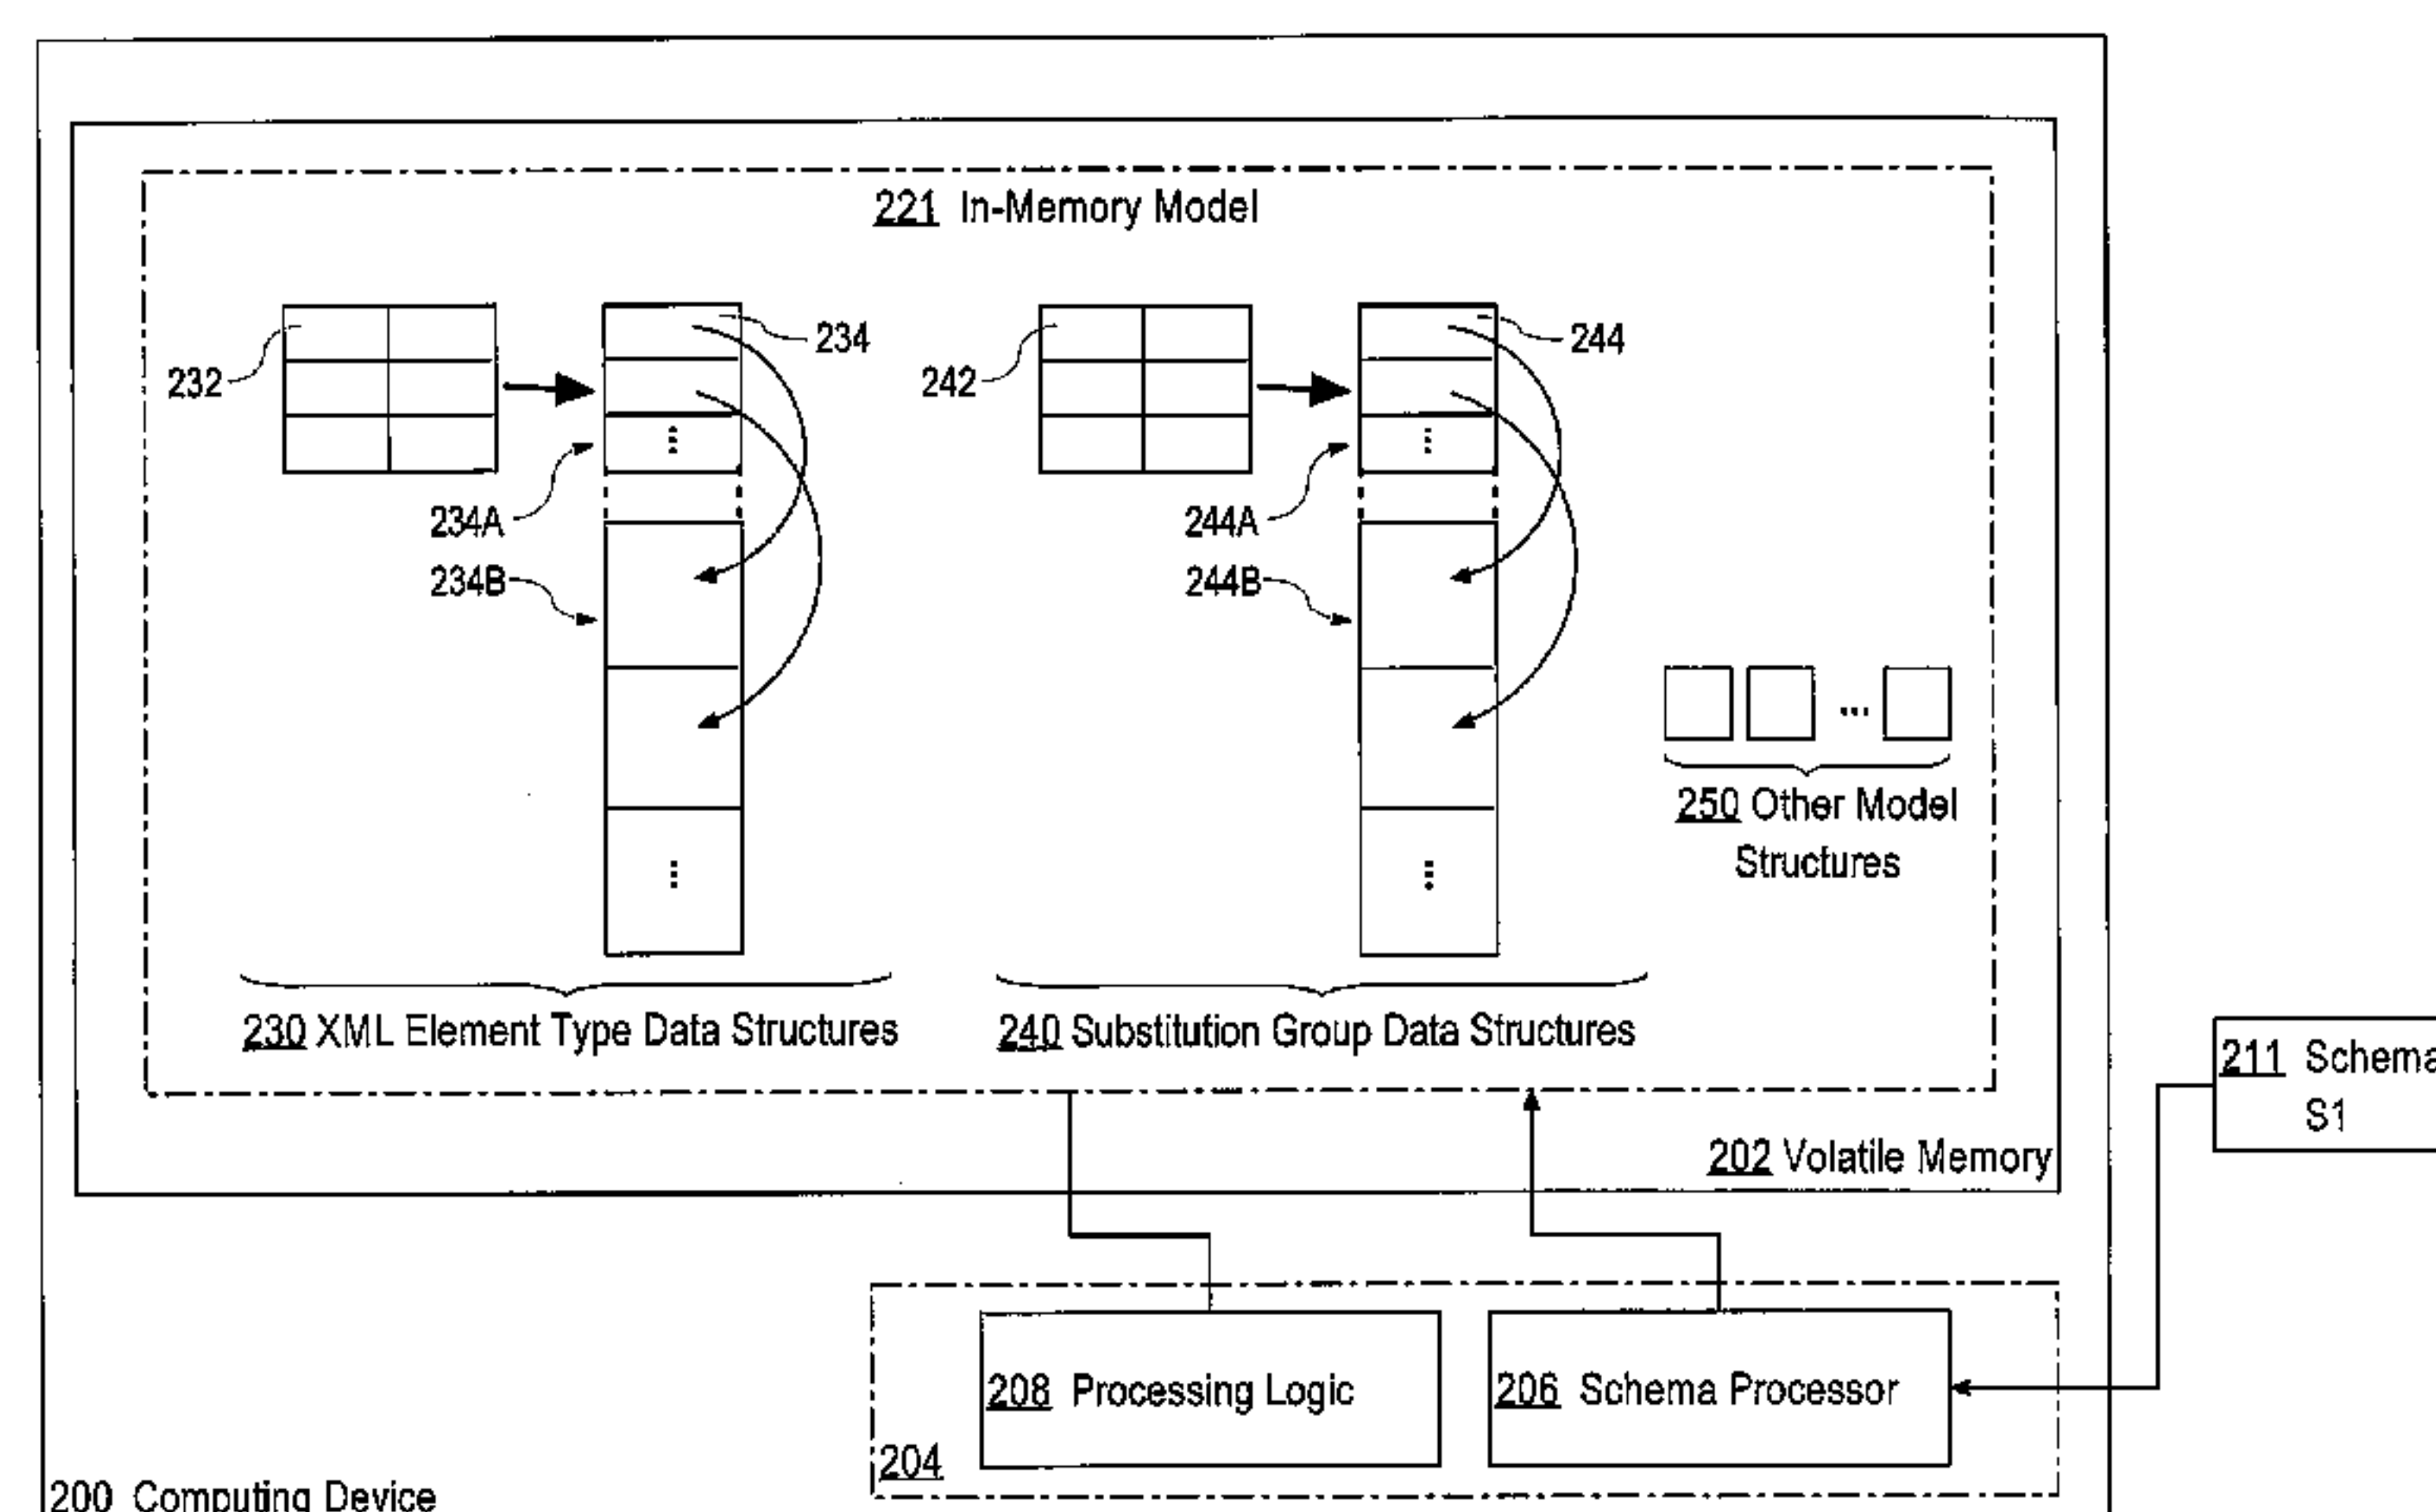 221 In-Memory Model
234
244
232
242
234A
244A
234B
244B
250 Other Model
Structures
230 XML Element Type Data Structures
240 Substitution Group Data Structures
211 Schema
S1
202 Volatile Memory
208 Processing Logic
206 Schema Processor
204
200 Computing Device